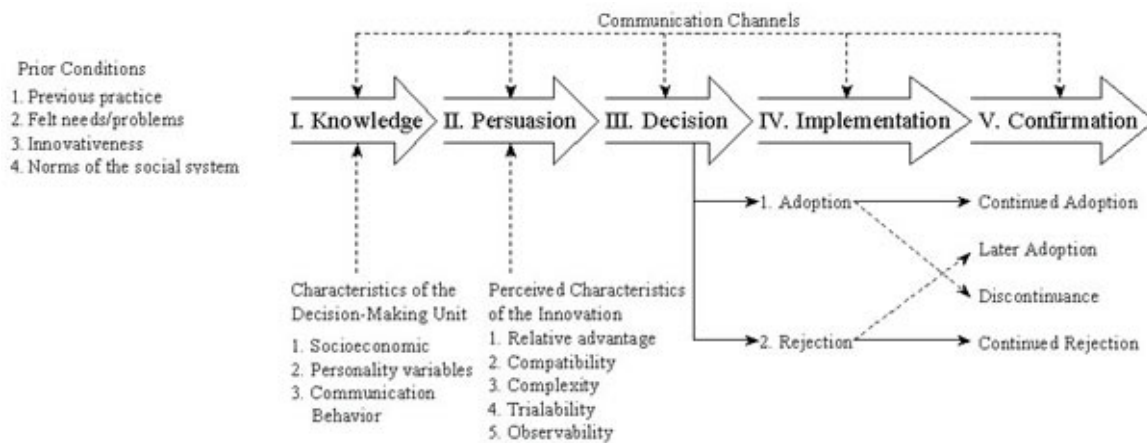 Communication Channels
Prior Conditions
1. Previous practice
2. Felt needs/problems
3. Innovativeness
4. Norms of the social system
I. Knowledge
II. Persuasion
III. Decision
IV. Implementation
V. Confirmation
1. Adoption
Continued Adoption
Later Adoption
Discontinuance
2. Rejection
Continued Rejection
Characteristics of the
Decision-Making Unit
1. Socioeconomic
2. Personality variables
3. Communication
Behavior
Perceived Characteristics
of the Innovation
1. Relative advantage
2. Compatibility
3. Complexity
4. Trialability
5. Observability